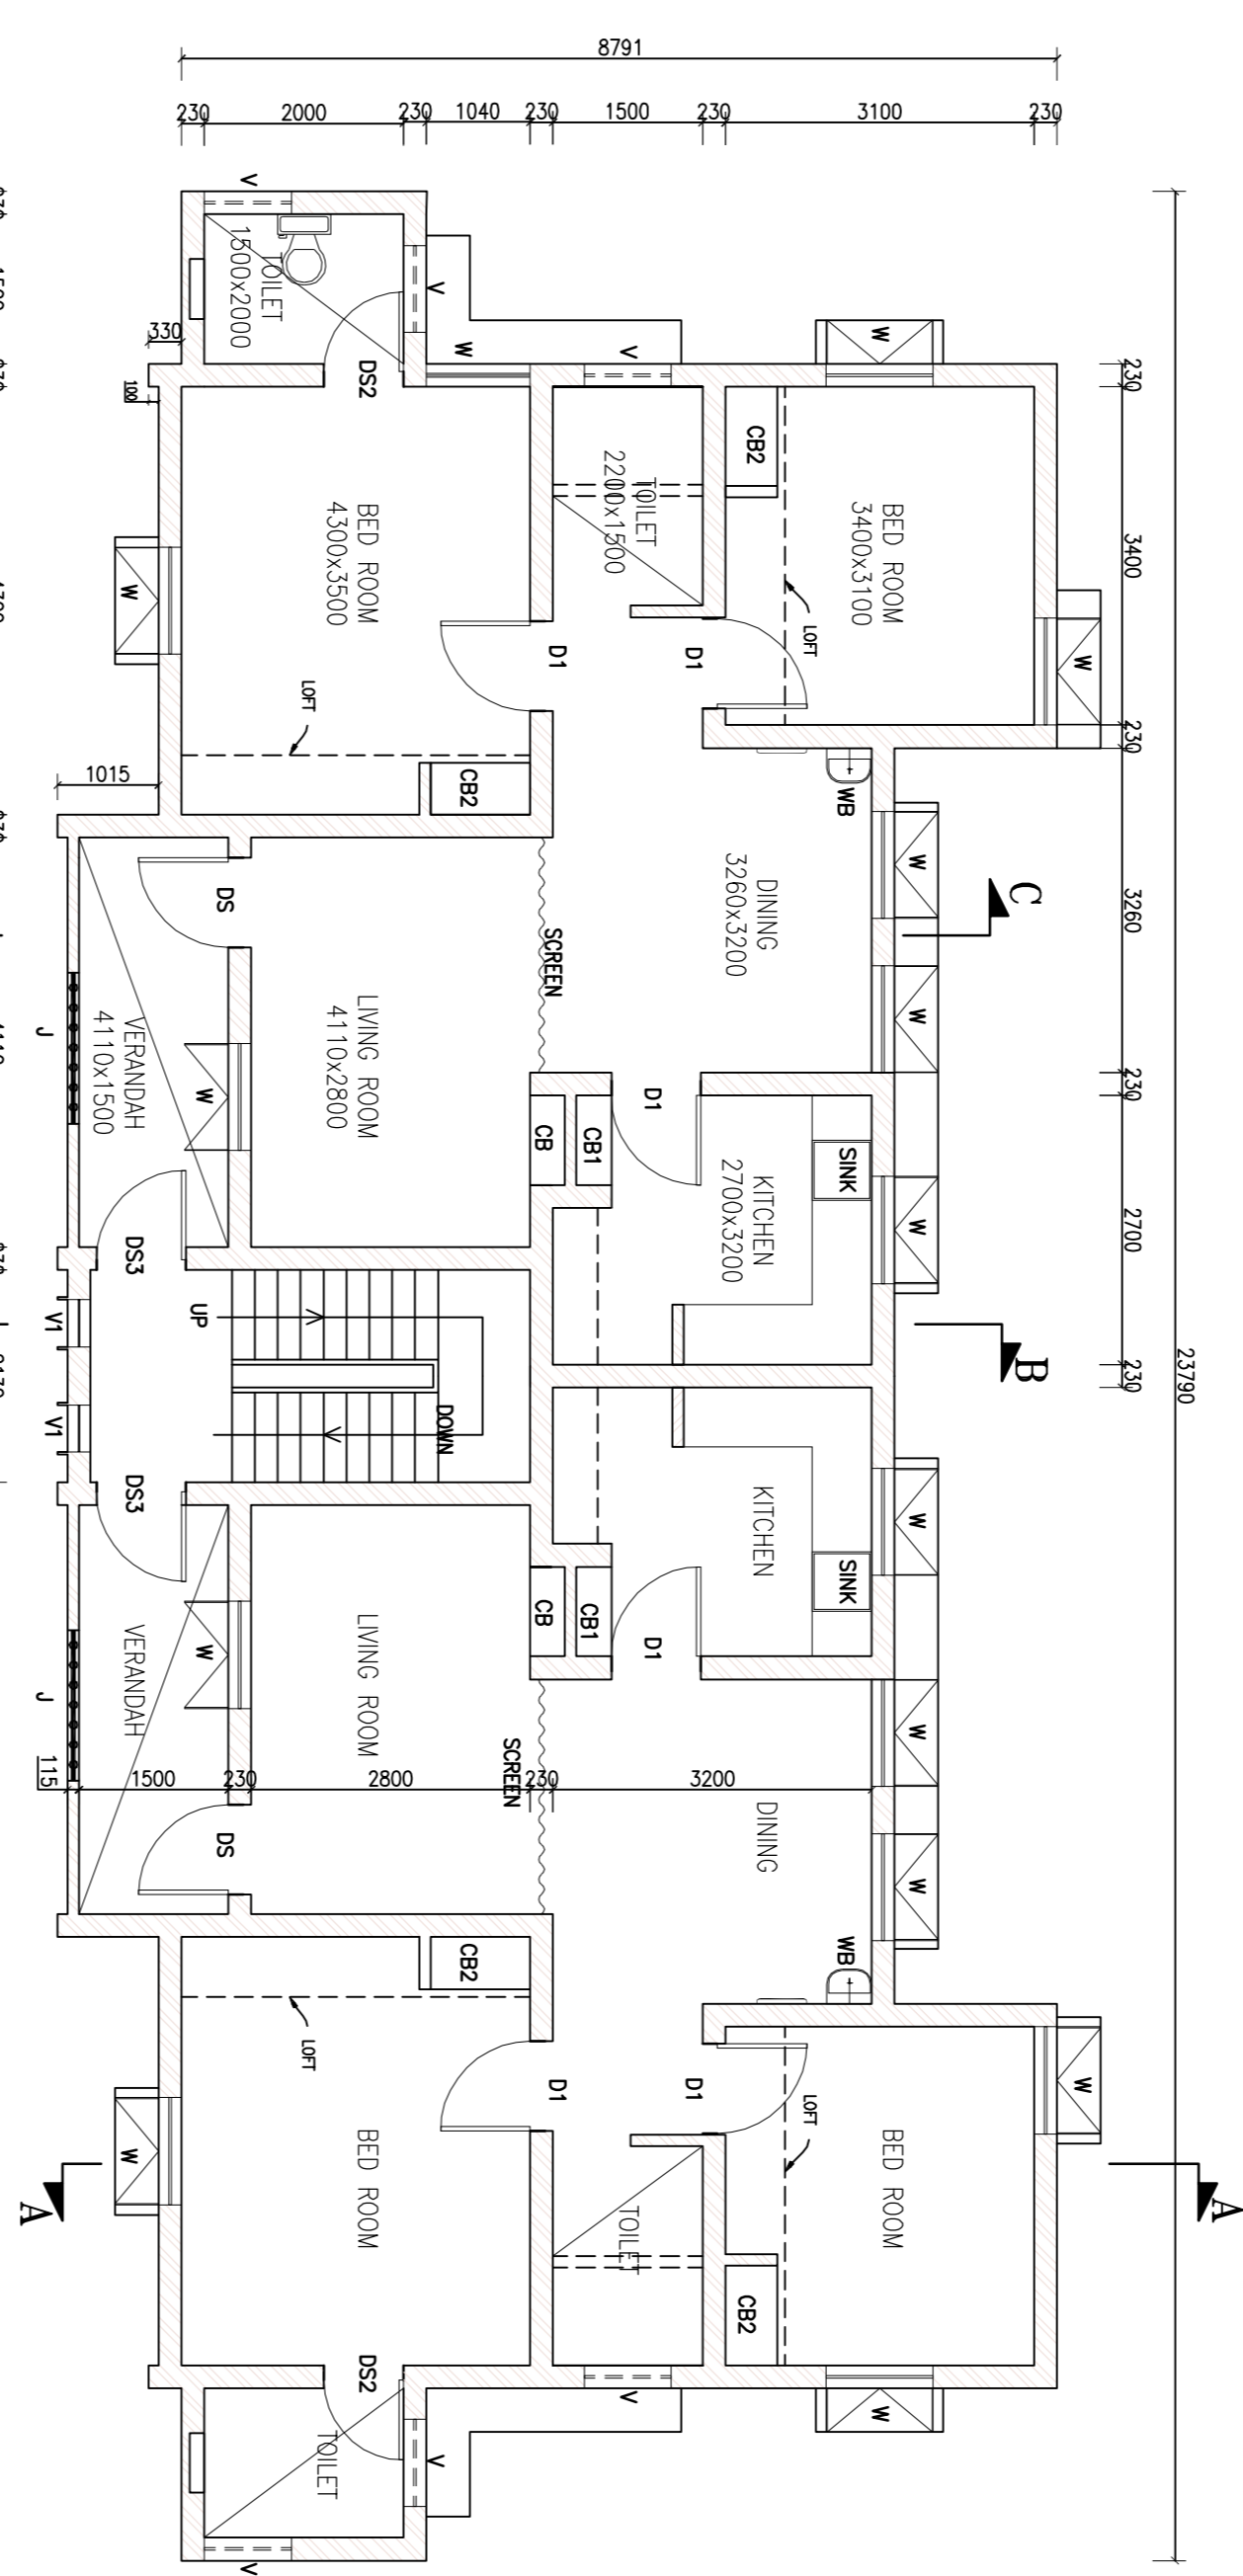 8791
230
2000
230
1040
230
1500
230
3100
230
V
TOILET
1500x2000
V
330
100
DS2
W
V
W
230
TOILET
2200x1500
CB2
BED ROOM
3400x3100
LOFT
3400
W
BED ROOM
4300x3500
W
D1
D1
LOFT
CB2
230
1015
WB
W
C
DINING
3260x3200
3260
DS
SCREEN
W
LIVING ROOM
4110x2800
VERANDAH
4110x1500
J
W
230
D1
CB
CB1
SINK
KITCHEN
2700x3200
W
2700
DS3
UP
V1
B
230
23790
V1
DOWN
DS3
KITCHEN
W
SINK
CB
CB1
D1
W
VERANDAH
LIVING ROOM
J
W
SCREEN
115
1500
230
2800
230
3200
DINING
DS
W
WB
CB2
LOFT
W
D1
D1
LOFT
W
BED ROOM
BED ROOM
A
A
TOILET
CB2
DS2
V
W
TOILET
V
V